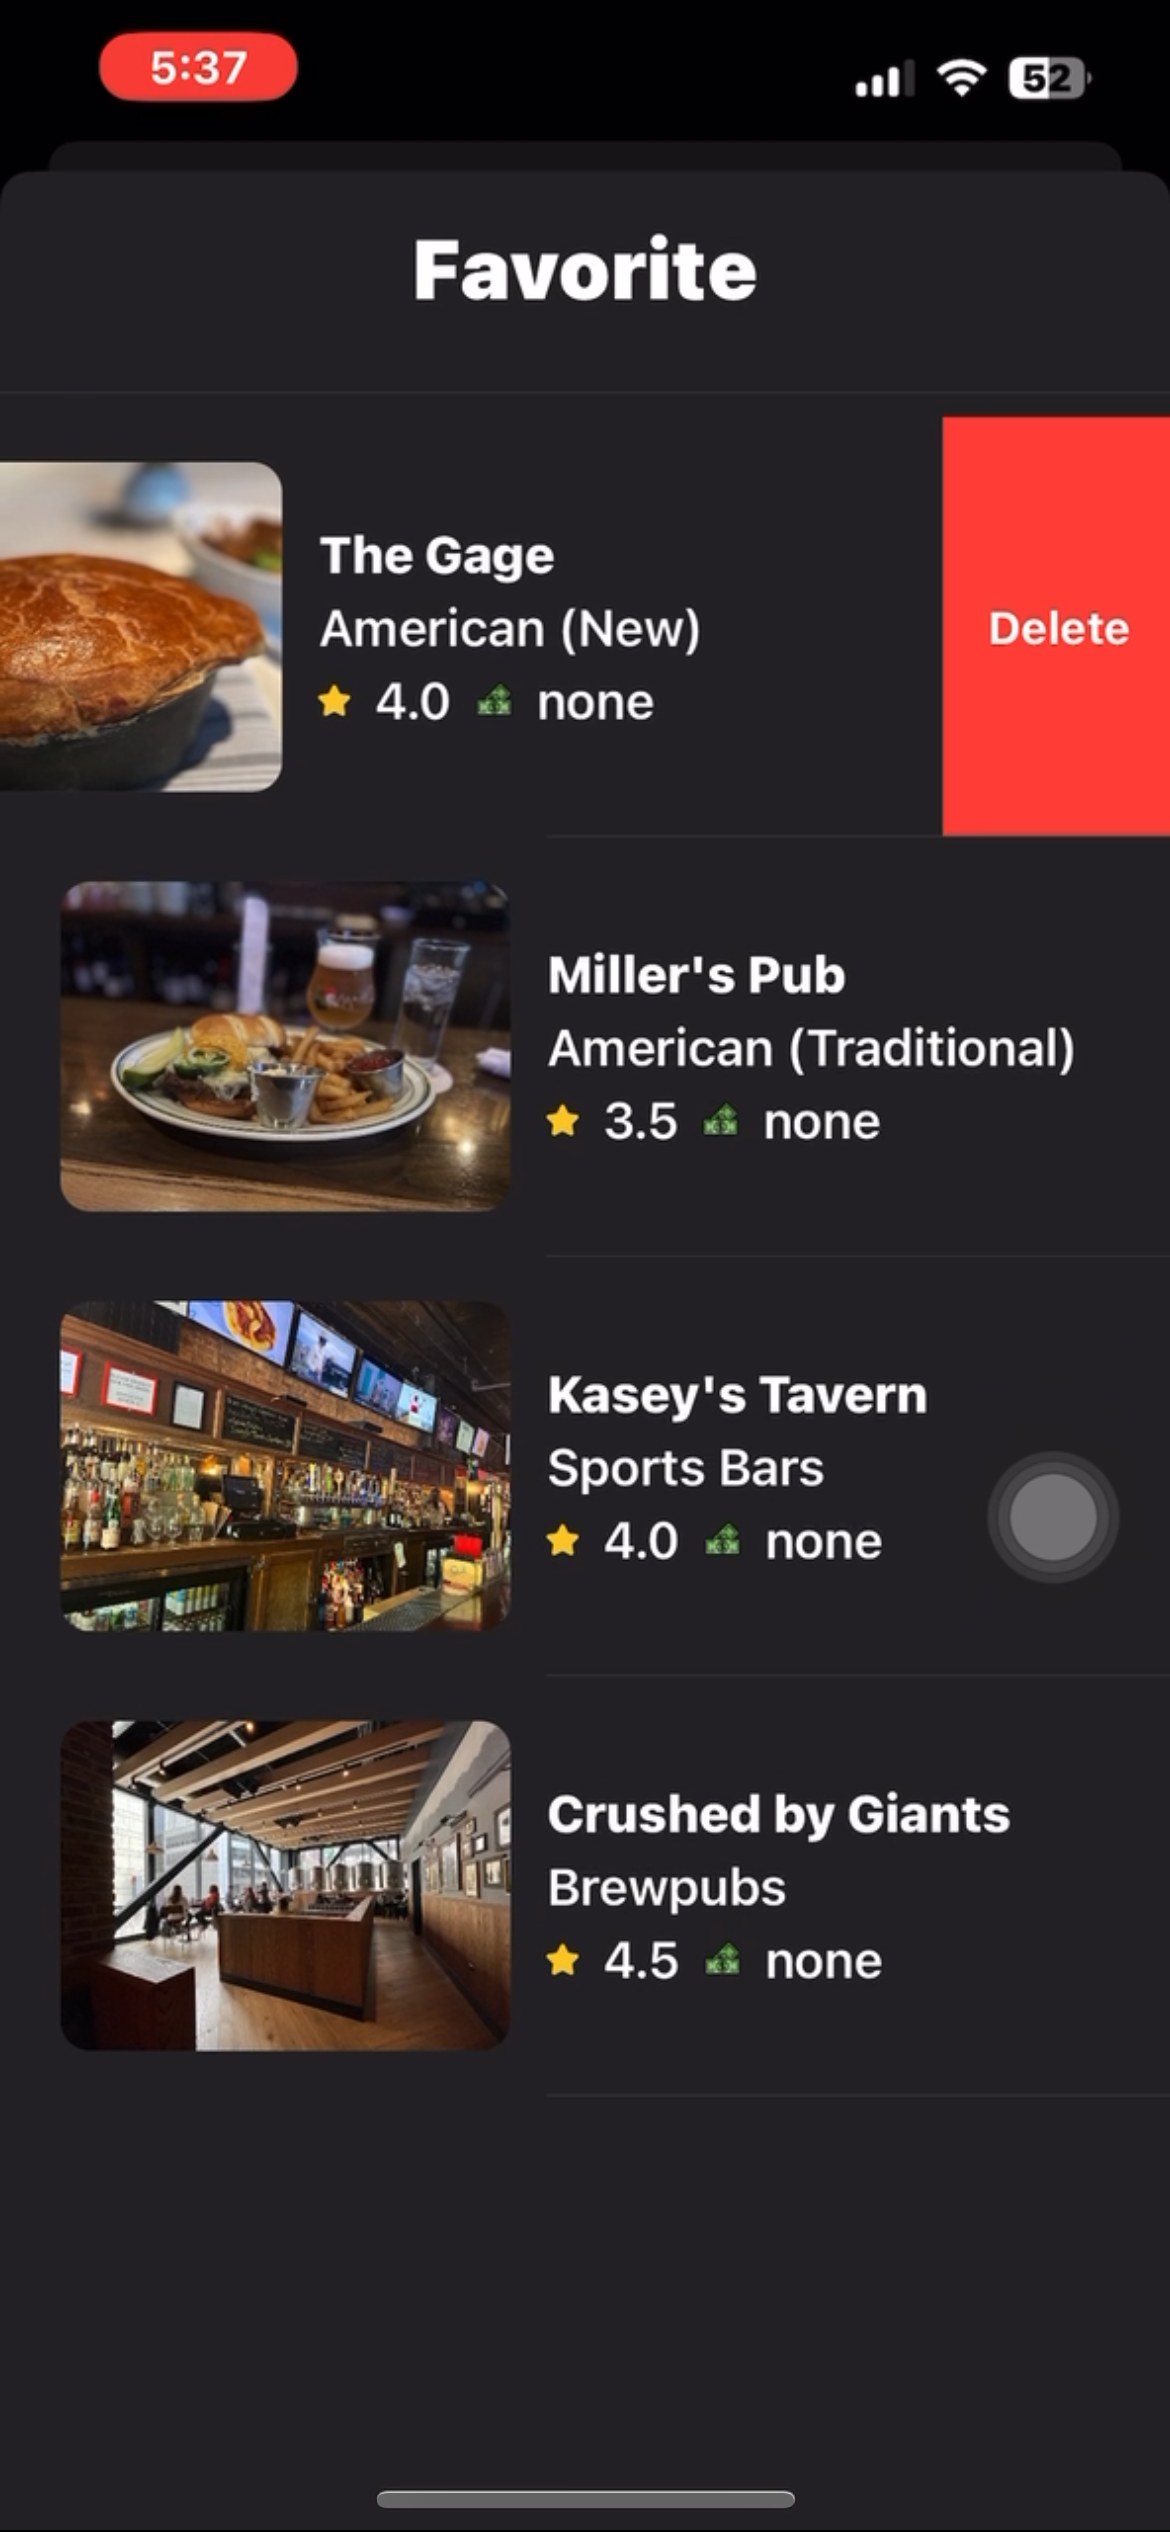 5:37
52
Favorite
The Gage
American (New)
4.0 none
Delete
Miller's Pub
American (Traditional)
3.5 none
Kasey's Tavern
Sports Bars
4.0 none
Crushed by Giants
Brewpubs
4.5 none